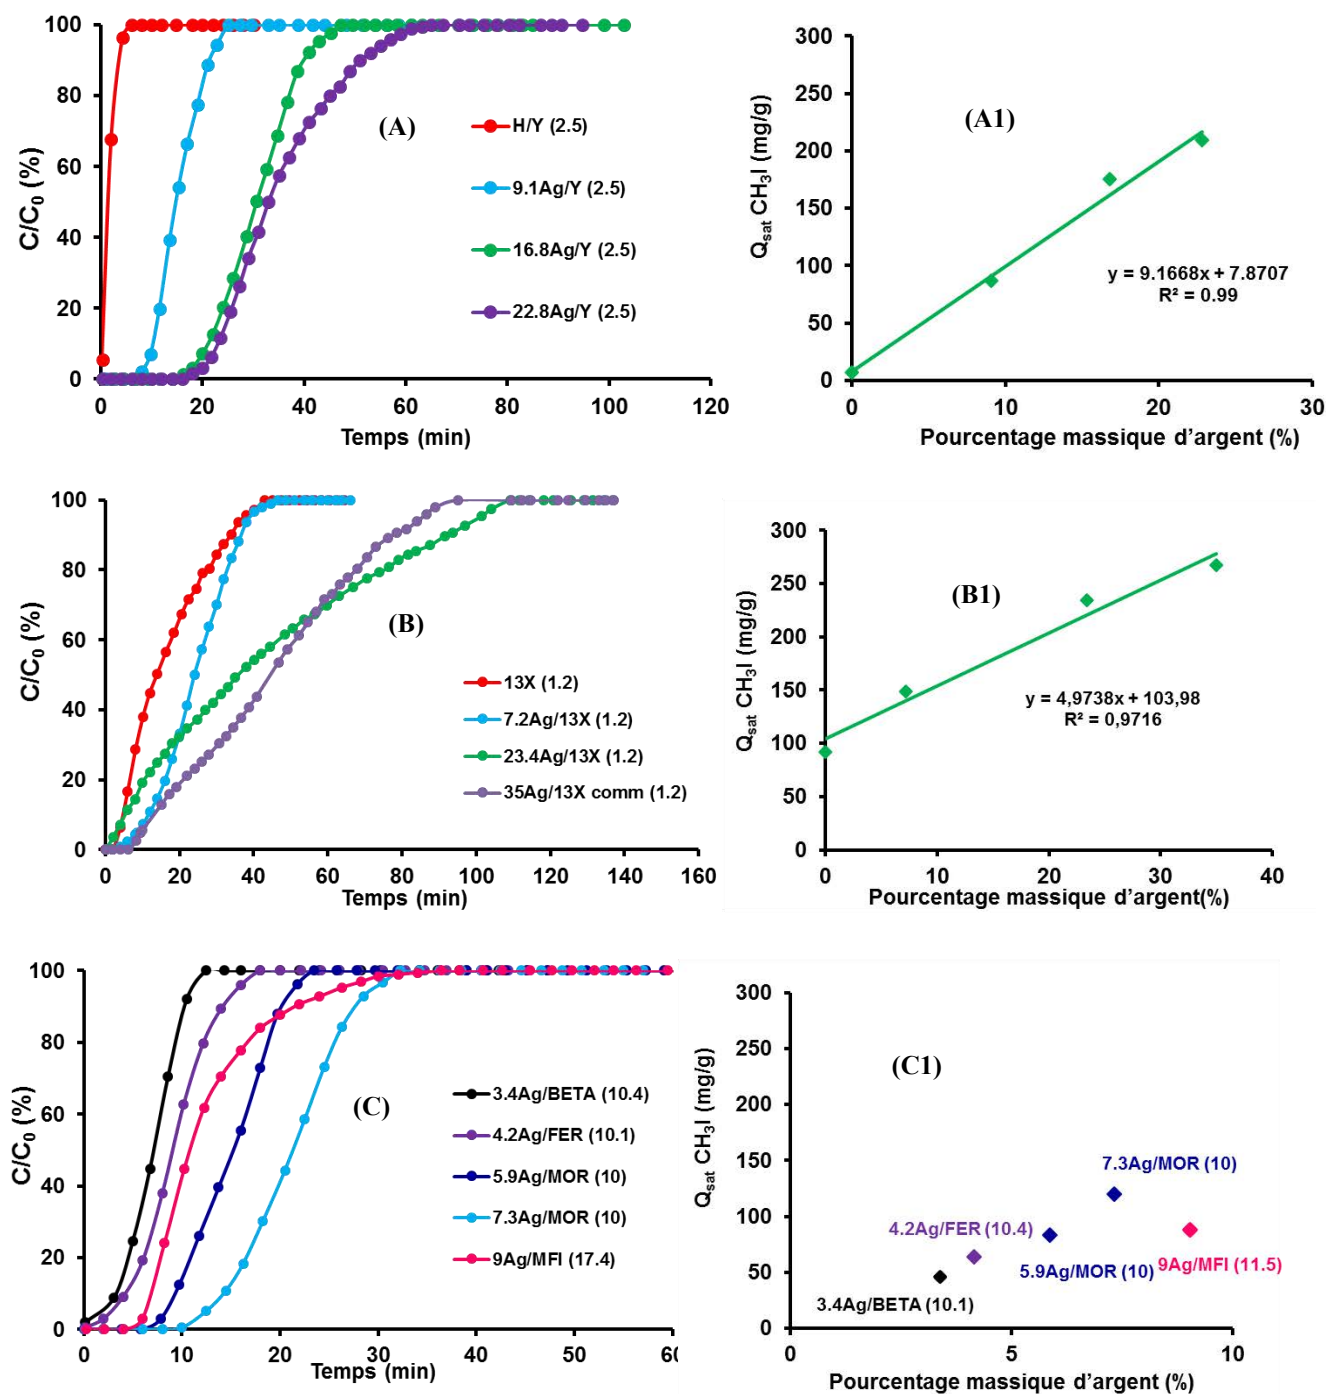 C/C0 (%)
100
80
60
40
20
0
0 20 40 60 80 100 120
Temps (min)
(A)
H/Y (2.5)
9.1Ag/Y (2.5)
16.8Ag/Y (2.5)
22.8Ag/Y (2.5)
Qsat CH3I (mg/g)
300
250
200
150
100
50
0
0 10 20 30
Pourcentage massique d'argent (%)
(A1)
y = 9.1668x + 7.8707
R² = 0.99
C/C0 (%)
100
80
60
40
20
0
0 20 40 60 80 100 120 140 160
Temps (min)
(B)
13X (1.2)
7.2Ag/13X (1.2)
23.4Ag/13X (1.2)
35Ag/13X comm (1.2)
Qsat CH3I (mg/g)
300
250
200
150
100
50
0
0 10 20 30 40
Pourcentage massique d'argent(%)
(B1)
y = 4,9738x + 103,98
R² = 0,9716
C/C0 (%)
100
80
60
40
20
0
0 10 20 30 40 50 60
Temps (min)
(C)
3.4Ag/BETA (10.4)
4.2Ag/FER (10.1)
5.9Ag/MOR (10)
7.3Ag/MOR (10)
9Ag/MFI (17.4)
Qsat CH3I (mg/g)
300
250
200
150
100
50
0
0 5 10
Pourcentage massique d'argent (%)
(C1)
7.3Ag/MOR (10)
4.2Ag/FER (10.4)
5.9Ag/MOR (10)
9Ag/MFI (11.5)
3.4Ag/BETA (10.1)